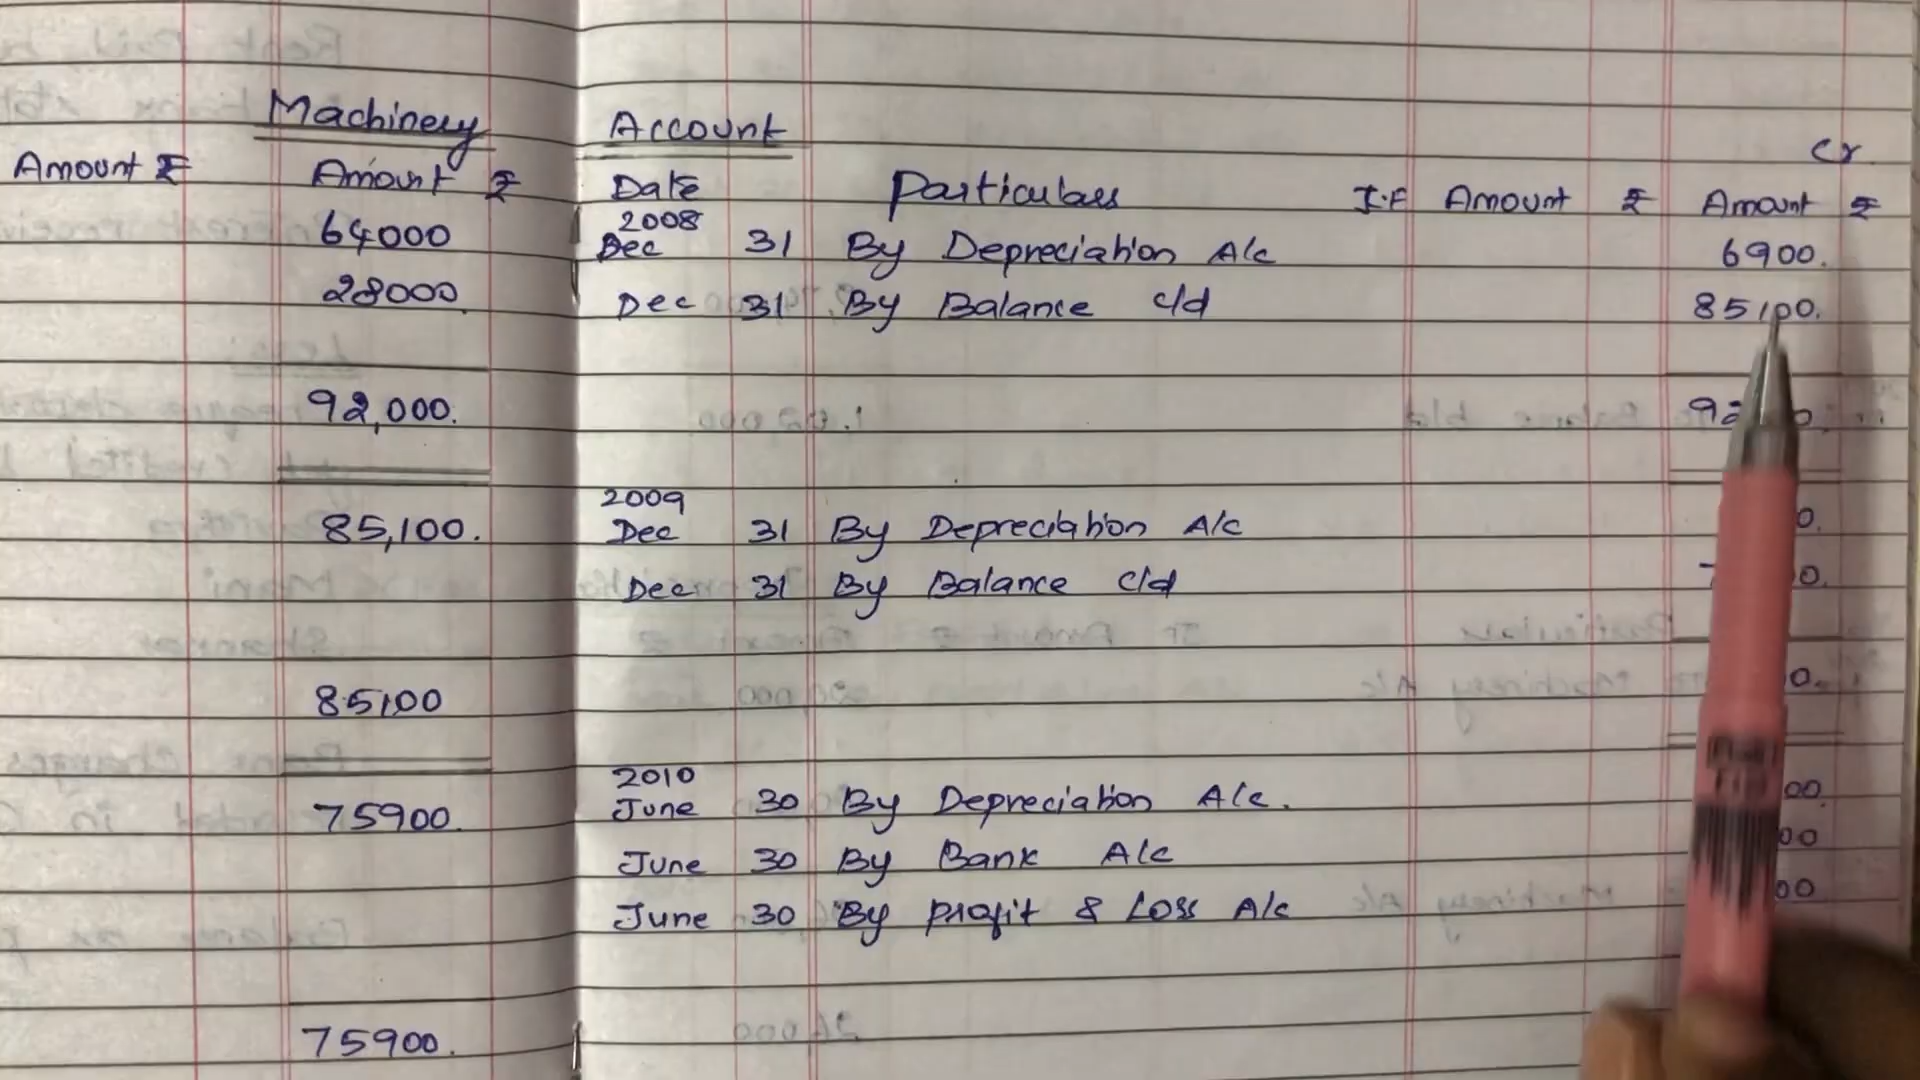 Machinery Account
Cr
Amount ₹ Amount ₹ Date Particulars J.F Amount ₹ Amount ₹
2008
64000 Dec 31 By Depreciation A/c 6900.
28000. Dec 31 By Balance c/d 85100.
92,000.
2009
85,100. Dec 31 By Depreciation A/c
Dec 31 By Balance c/d
85100
2010
75900. June 30 By Depreciation A/c.
June 30 By Bank A/c
June 30 By Profit & Loss A/c
75900.